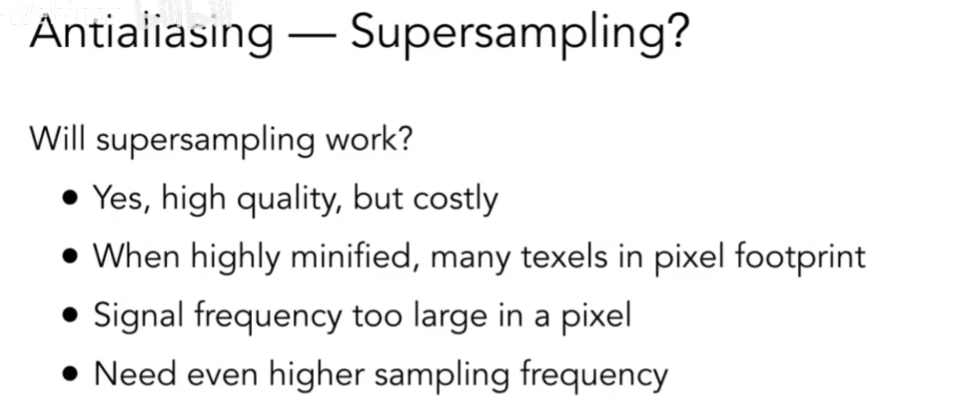 Antialiasing — Supersampling?
Will supersampling work?
• Yes, high quality, but costly
• When highly minified, many texels in pixel footprint
• Signal frequency too large in a pixel
• Need even higher sampling frequency